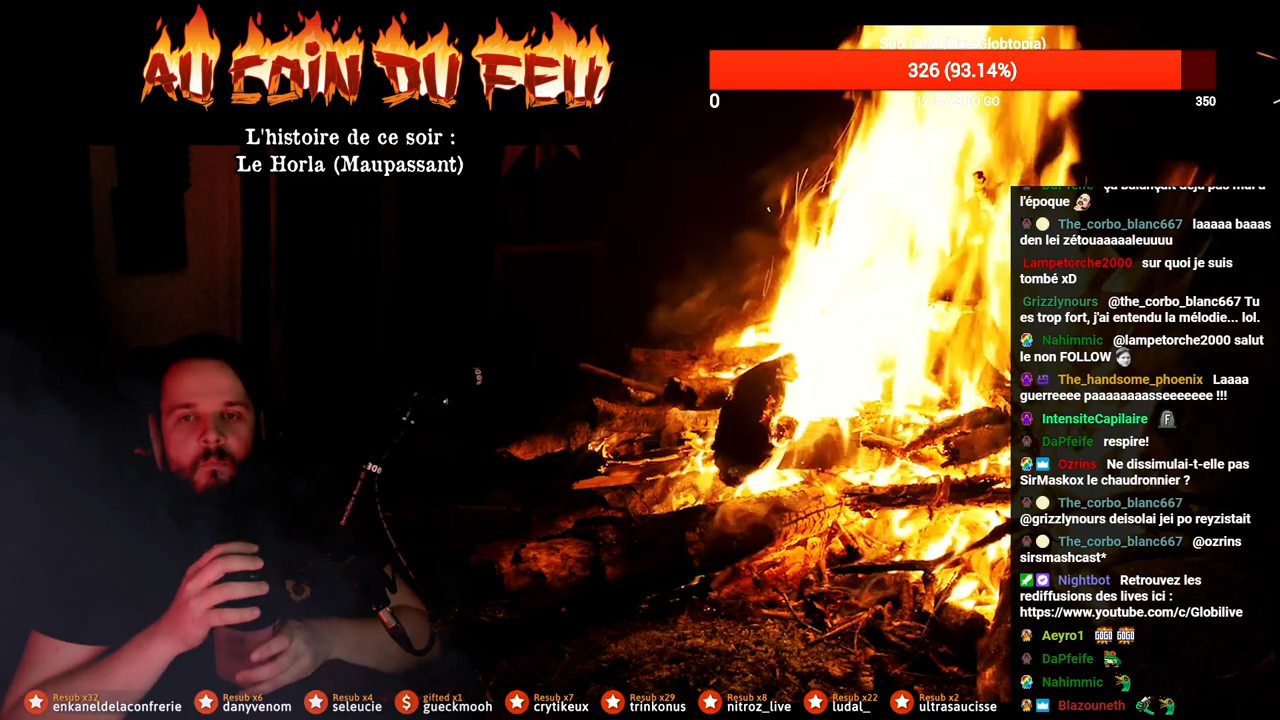 AU COIN DU FEU
L'histoire de ce soir :
Le Horla (Maupassant)
326 (93.14%)
0
350
l'époque
The_corbo_blanc667 laaaaa baaas
den lei zétouaaaaaleuuuu
Lampetorche2000 sur quoi je suis
tombé xD
Grizzlynours @the_corbo_blanc667 Tu
es trop fort, j'ai entendu la mélodie... lol.
Nahimmic @lampetorche2000 salut
le non FOLLOW
The_handsome_phoenix Laaaa
guerreeee paaaaaaaasseeeeeee !!!
IntensiteCapilaire F
DaPfeife respire!
Ozrins Ne dissimulai-t-elle pas
SirMaskox le chaudronnier ?
The_corbo_blanc667
@grizzlynours deisolai jei po reyzistait
The_corbo_blanc667 @ozrins
sirsmashcast*
Nightbot Retrouvez les
rediffusions des lives ici :
https://www.youtube.com/c/Globilive
Aeyro1 GOGO GOGO
DaPfeife
Nahimmic
Blazouneth
Resub x32
enkaneldelaconfrerie
Resub x6
danyvenom
Resub x4
seleucie
gifted x1
gueckmooh
Resub x7
crytikeux
Resub x29
trinkonus
Resub x8
nitroz_live
Resub x22
ludal_
Resub x2
ultrasaucisse